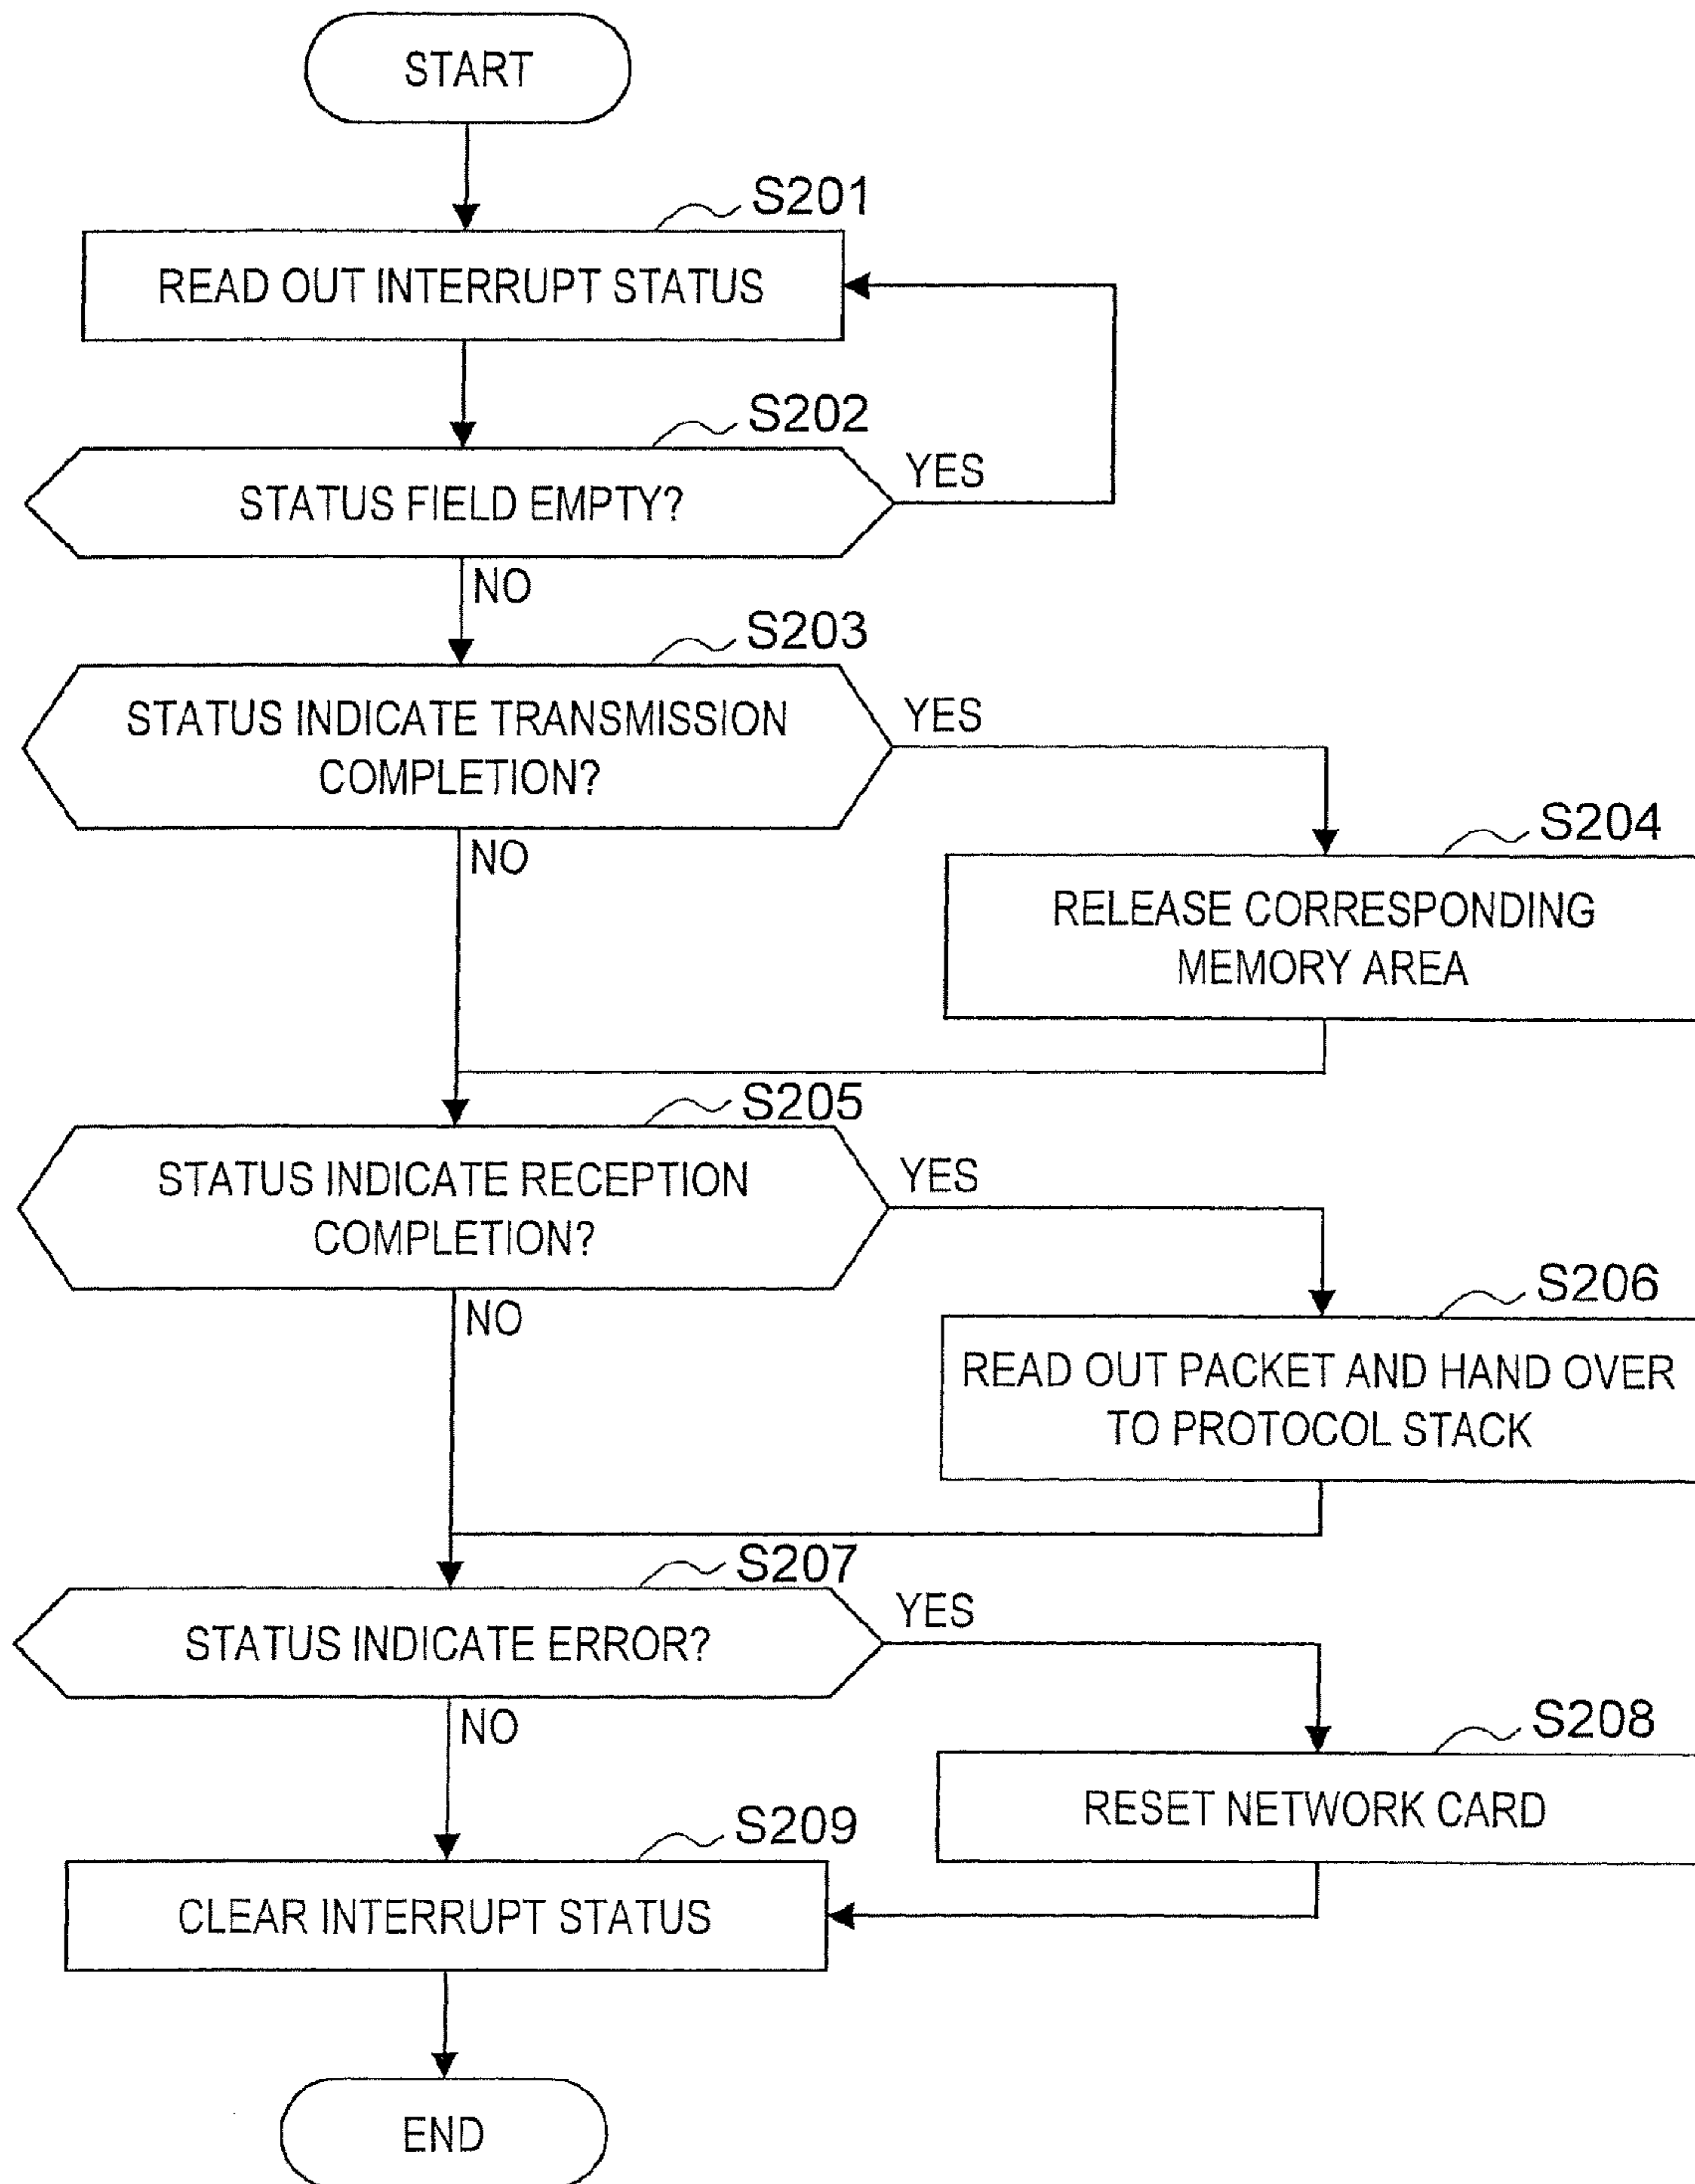 START
S201
READ OUT INTERRUPT STATUS
S202
STATUS FIELD EMPTY?
YES
NO
S203
STATUS INDICATE TRANSMISSION
COMPLETION?
YES
NO
S204
RELEASE CORRESPONDING
MEMORY AREA
S205
STATUS INDICATE RECEPTION
COMPLETION?
YES
NO
S206
READ OUT PACKET AND HAND OVER
TO PROTOCOL STACK
S207
STATUS INDICATE ERROR?
YES
NO
S208
RESET NETWORK CARD
S209
CLEAR INTERRUPT STATUS
END